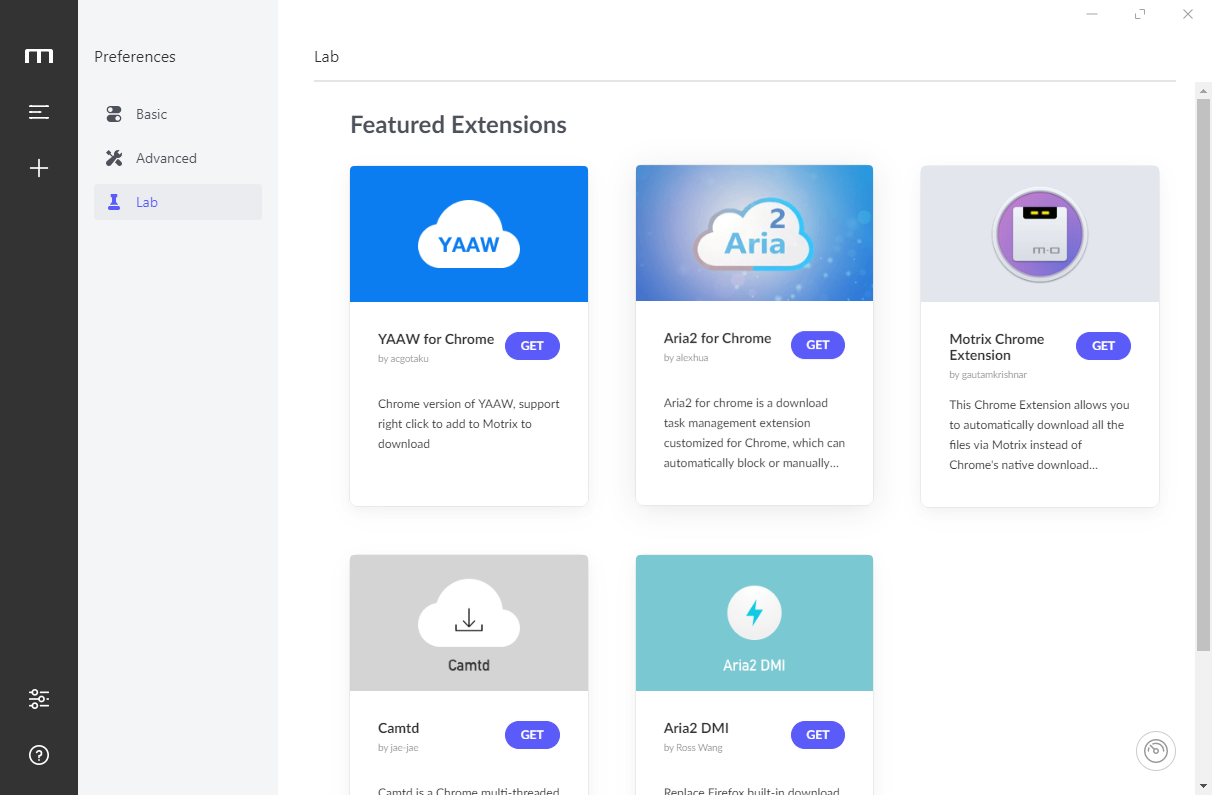 Preferences
Basic
Advanced
Lab
Lab
Featured Extensions
YAAW
YAAW for Chrome
by acgotaku
GET
Chrome version of YAAW, support
right click to add to Motrix to
download
2
Aria
Aria2 for Chrome
by alexhua
GET
Aria2 for chrome is a download
task management extension
customized for Chrome, which can
automatically block or manually...
M-D
Motrix Chrome
Extension
by gautamkrishnar
GET
This Chrome Extension allows you
to automatically download all the
files via Motrix instead of
Chrome's native download...
Camtd
Camtd
by jae-jae
GET
Camtd is a Chrome multi-threaded
Aria2 DMI
Aria2 DMI
by Ross Wang
GET
Replace Firefox built-in download